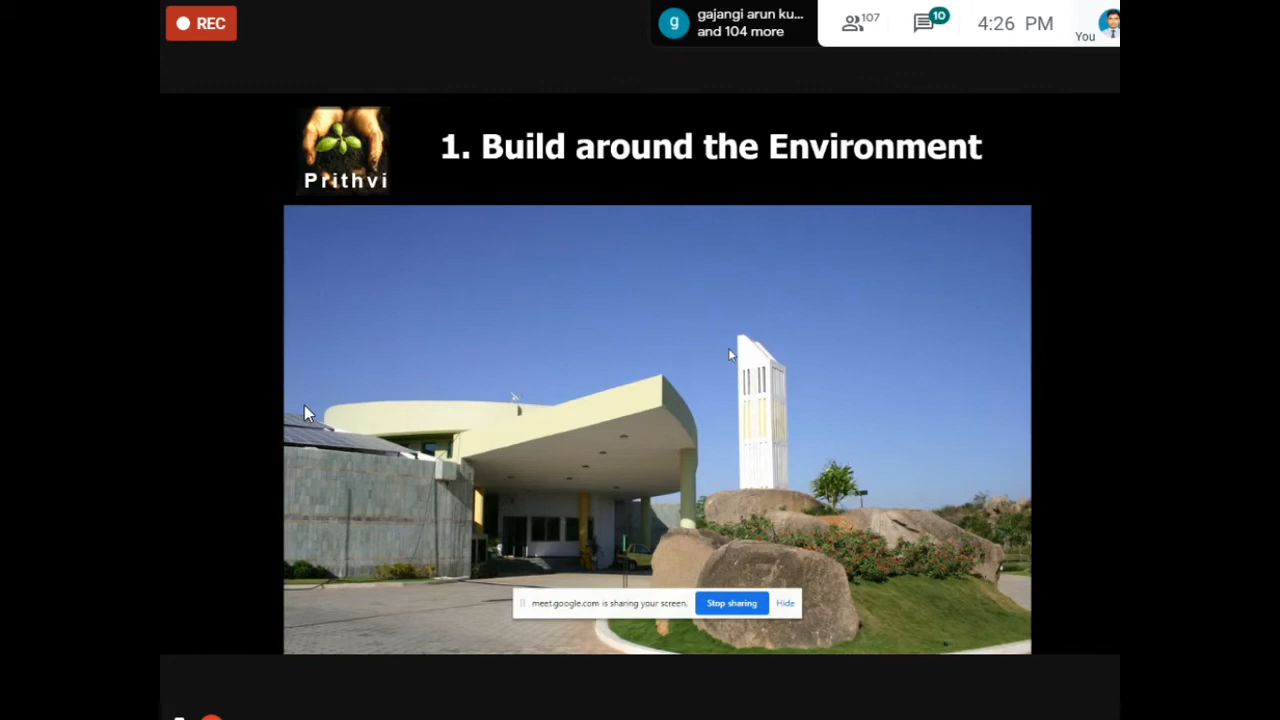 REC
g
gajangi arun ku...
and 104 more
107
10
4:26 PM
You
Prithvi
1. Build around the Environment
meet.google.com is sharing your screen.
Stop sharing
Hide